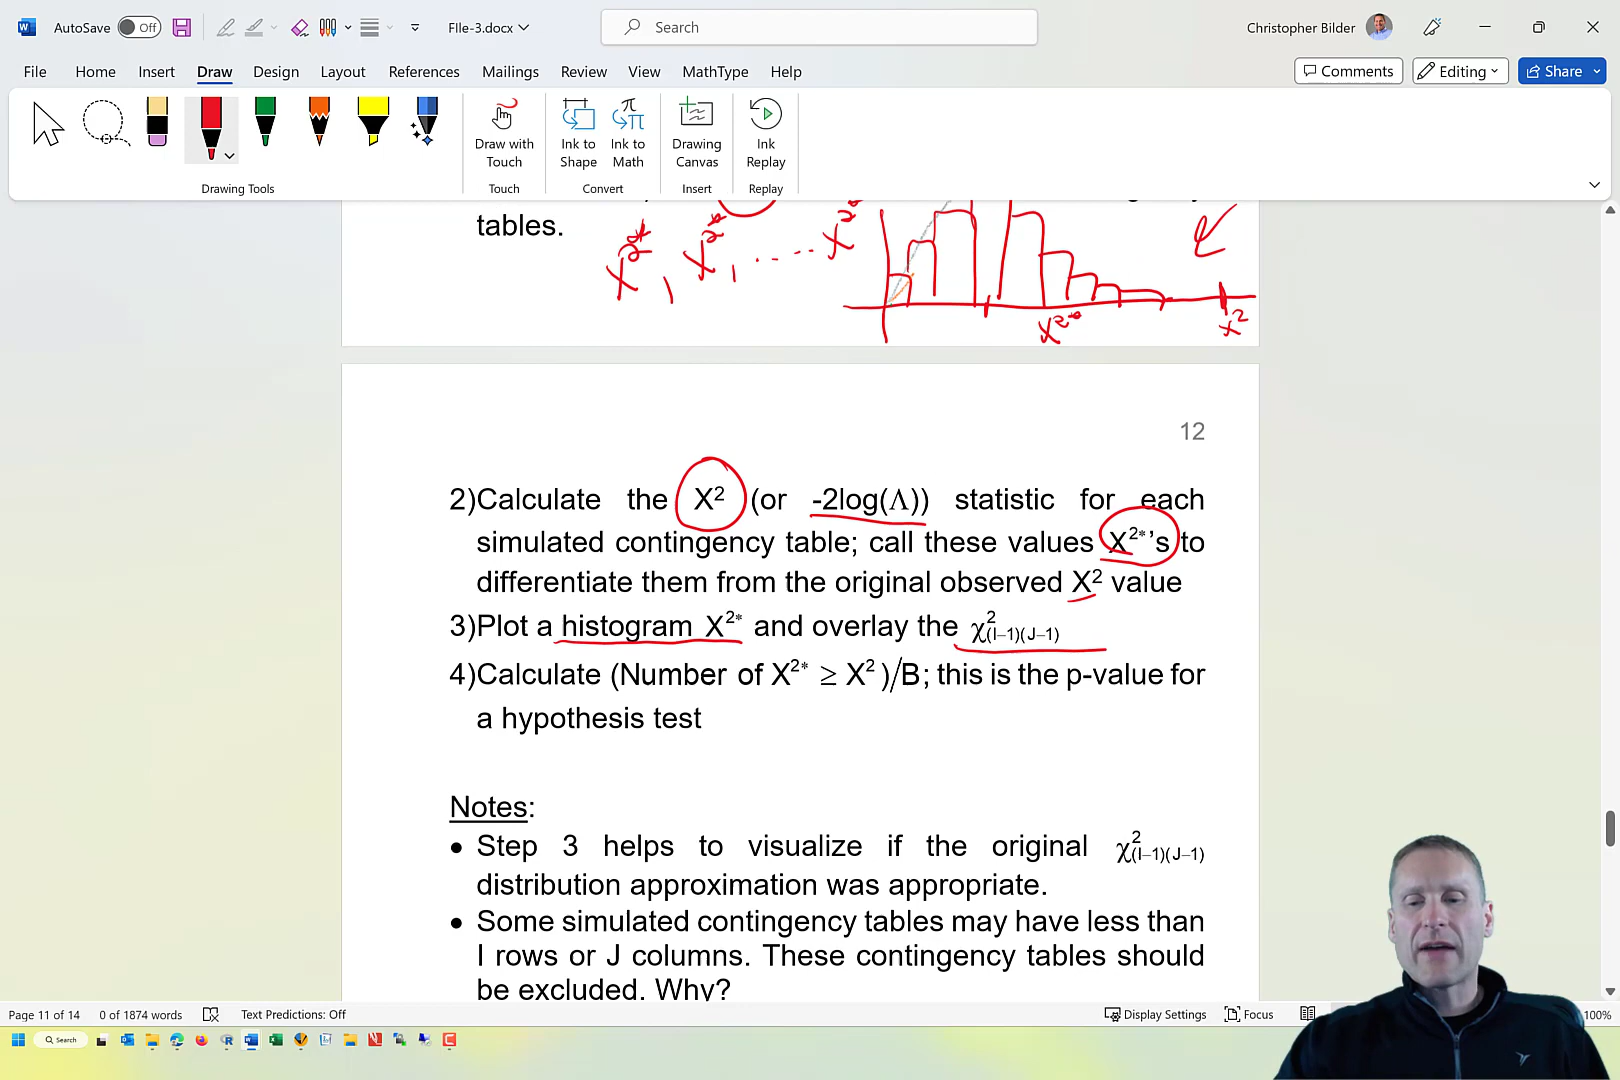 AutoSave Off FIle-3.docx Search Christopher Bilder
File Home Insert Draw Design Layout References Mailings Review View MathType Help Comments Editing Share
Draw with Touch
Ink to Shape
Ink to Math
Drawing Canvas
Ink Replay
Drawing Tools Touch Convert Insert Replay
tables.
X²*, X²*, .... X²*
X²*
X²
12
2)Calculate the X² (or -2log(Λ)) statistic for each
simulated contingency table; call these values X²*'s to
differentiate them from the original observed X² value
3)Plot a histogram X²* and overlay the χ²(I–1)(J–1)
4)Calculate (Number of X²* ≥ X²)/B; this is the p-value for
a hypothesis test
Notes:
• Step 3 helps to visualize if the original χ²(I–1)(J–1)
distribution approximation was appropriate.
• Some simulated contingency tables may have less than
I rows or J columns. These contingency tables should
be excluded. Why?
Page 11 of 14 0 of 1874 words Text Predictions: Off Display Settings Focus 100%
Search